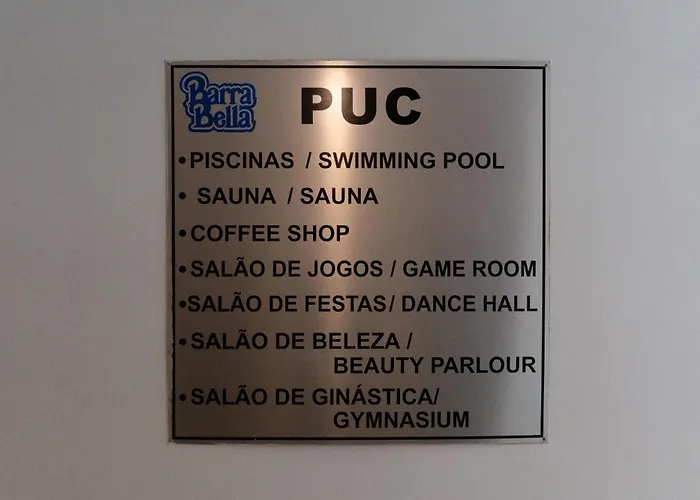 Barra
Bella
PUC
•PISCINAS / SWIMMING POOL
• SAUNA / SAUNA
•COFFEE SHOP
•SALÃO DE JOGOS / GAME ROOM
•SALÃO DE FESTAS/ DANCE HALL
•SALÃO DE BELEZA /
BEAUTY PARLOUR
•SALÃO DE GINÁSTICA/
GYMNASIUM